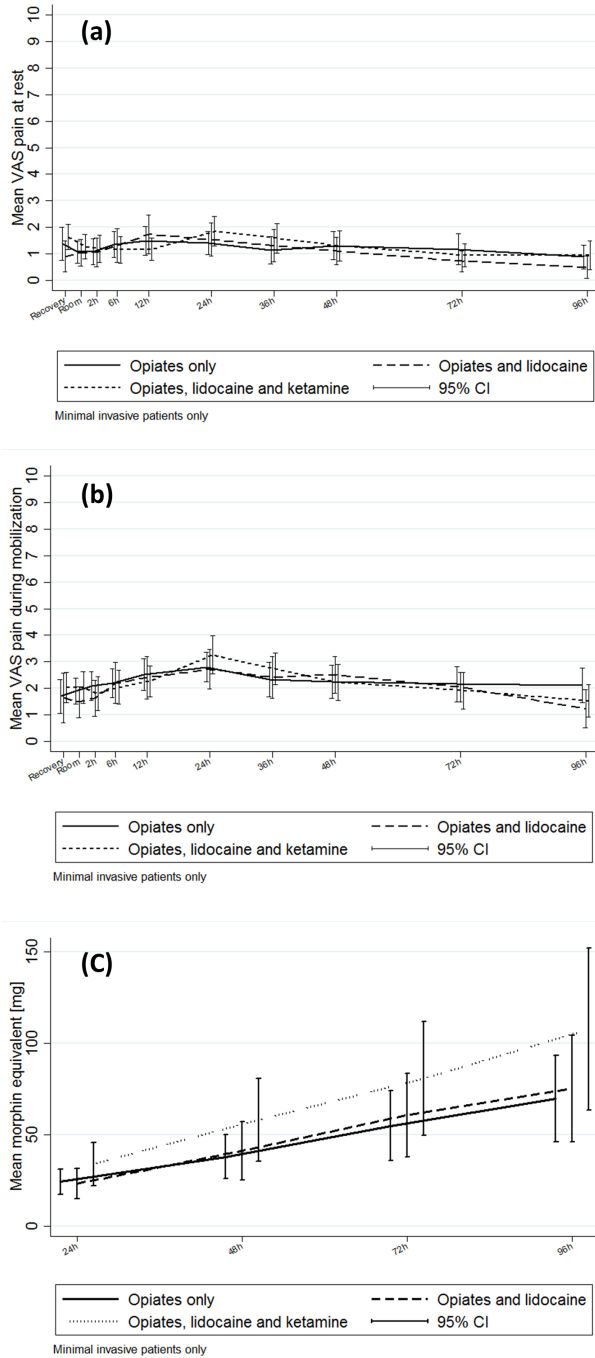 (a)
Mean VAS pain at rest
10
9
8
7
6
5
4
3
2
1
0
Recovery Room 2h 6h 12h 24h 36h 48h 72h 96h
Opiates only Opiates and lidocaine
Opiates, lidocaine and ketamine 95% CI
Minimal invasive patients only
(b)
Mean VAS pain during mobilization
10
9
8
7
6
5
4
3
2
1
0
Recovery Room 2h 6h 12h 24h 36h 48h 72h 96h
Opiates only Opiates and lidocaine
Opiates, lidocaine and ketamine 95% CI
Minimal invasive patients only
(C)
Mean morphin equivalent [mg]
150
100
50
0
24h 48h 72h 96h
Opiates only Opiates and lidocaine
Opiates, lidocaine and ketamine 95% CI
Minimal invasive patients only